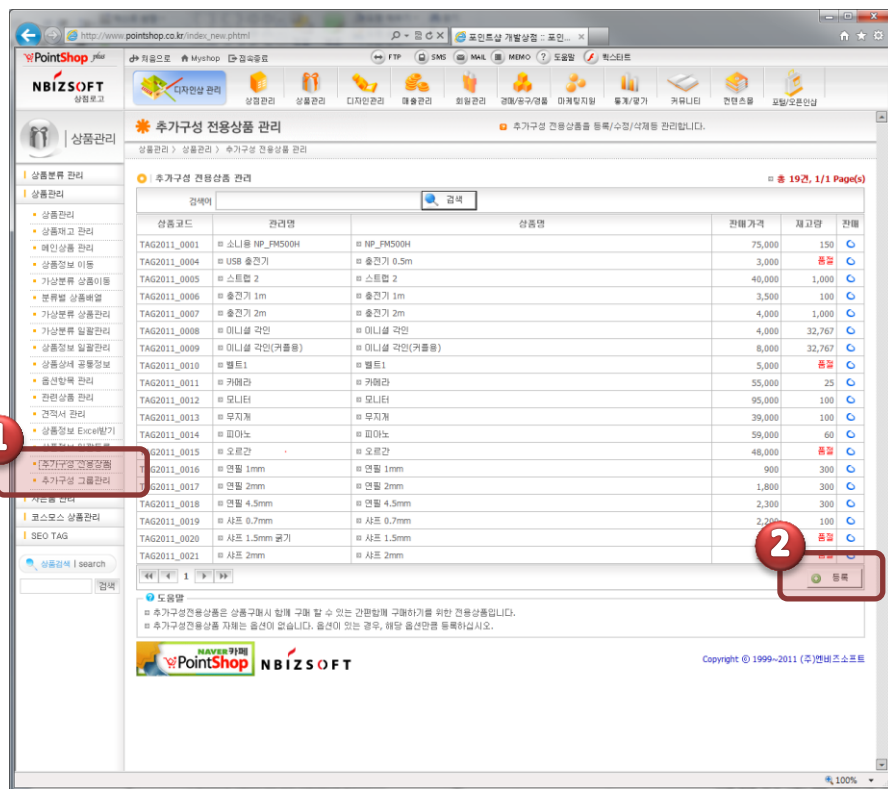 http://www.pointshop.co.kr/index_new.phtml
포인트샵 개발상점 :: 포인...
PointShop plus
처음으로 Myshop 접속종료 FTP SMS MAIL MEMO 도움말 퀵스타트
NBIZSOFT
상점로고
디자인샵 관리 상점관리 상품관리 디자인관리 매출관리 회원관리 경매/공구/경품 마케팅지원 통계/평가 커뮤니티 컨텐츠몰 포탈/오픈인샵
상품관리
추가구성 전용상품 관리
추가구성 전용상품을 등록/수정/삭제등 관리합니다.
상품관리 > 상품관리 > 추가구성 전용상품 관리
상품분류 관리
상품관리
상품관리
상품재고 관리
메인상품 관리
상품정보 이동
가상분류 상품이동
분류별 상품배열
가상분류 상품관리
가상분류 일괄관리
상품정보 일괄관리
상품상세 공통정보
옵션항목 관리
관련상품 관리
견적서 관리
상품정보 Excel받기
1
추가구성 전용상품
추가구성 그룹관리
사은품 관리
코스모스 상품관리
SEO TAG
상품검색 | search
검색
추가구성 전용상품 관리
총 19건, 1/1 Page(s)
검색어 검색
상품코드 관리명 상품명 판매가격 재고량 판매
TAG2011_0001 소니용 NP_FM500H NP_FM500H 75,000 150
TAG2011_0004 USB 충전기 충전기 0.5m 3,000 품절
TAG2011_0005 스트랩 2 스트랩 2 40,000 1,000
TAG2011_0006 충전기 1m 충전기 1m 3,500 100
TAG2011_0007 충전기 2m 충전기 2m 4,000 1,000
TAG2011_0008 이니셜 각인 이니셜 각인 4,000 32,767
TAG2011_0009 이니셜 각인(커플용) 이니셜 각인(커플용) 8,000 32,767
TAG2011_0010 벨트1 벨트1 5,000 품절
TAG2011_0011 카메라 카메라 55,000 25
TAG2011_0012 모니터 모니터 95,000 100
TAG2011_0013 무지개 무지개 39,000 100
TAG2011_0014 피아노 피아노 59,000 60
TAG2011_0015 오르간 오르간 48,000 품절
TAG2011_0016 연필 1mm 연필 1mm 900 300
TAG2011_0017 연필 2mm 연필 2mm 1,800 300
TAG2011_0018 연필 4.5mm 연필 4.5mm 2,300 300
TAG2011_0019 샤프 0.7mm 샤프 0.7mm 2,200 100
TAG2011_0020 샤프 1.5mm 굵기 샤프 1.5mm 품절
TAG2011_0021 샤프 2mm 샤프 2mm
2
1
등록
도움말
추가구성전용상품은 상품구매시 함께 구매 할 수 있는 간편함께 구매하기를 위한 전용상품입니다.
추가구성전용상품 자체는 옵션이 없습니다. 옵션이 있는 경우, 해당 옵션만큼 등록하십시오.
NAVER카페
PointShop NBIZSOFT
Copyright © 1999~2011 (주)엔비즈소프트
100%